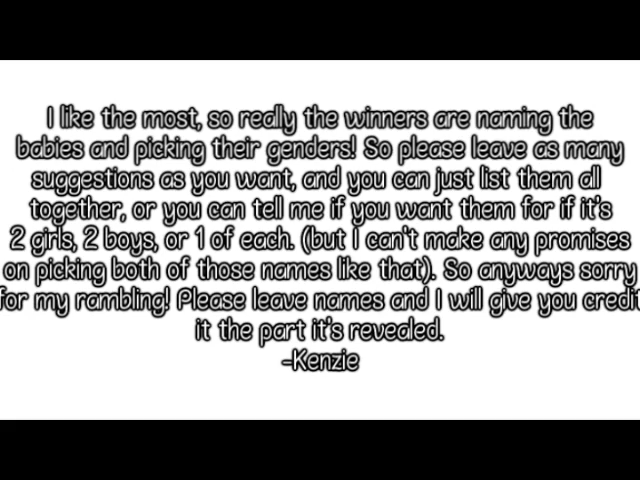 I like the most, so really the winners are naming the
babies and picking their genders! So please leave as many
suggestions as you want, and you can just list them all
together, or you can tell me if you want them for if it's
2 girls, 2 boys, or 1 of each. (but I can't make any promises
on picking both of those names like that). So anyways sorry
for my rambling! Please leave names and I will give you credit
it the part it's revealed.
-Kenzie